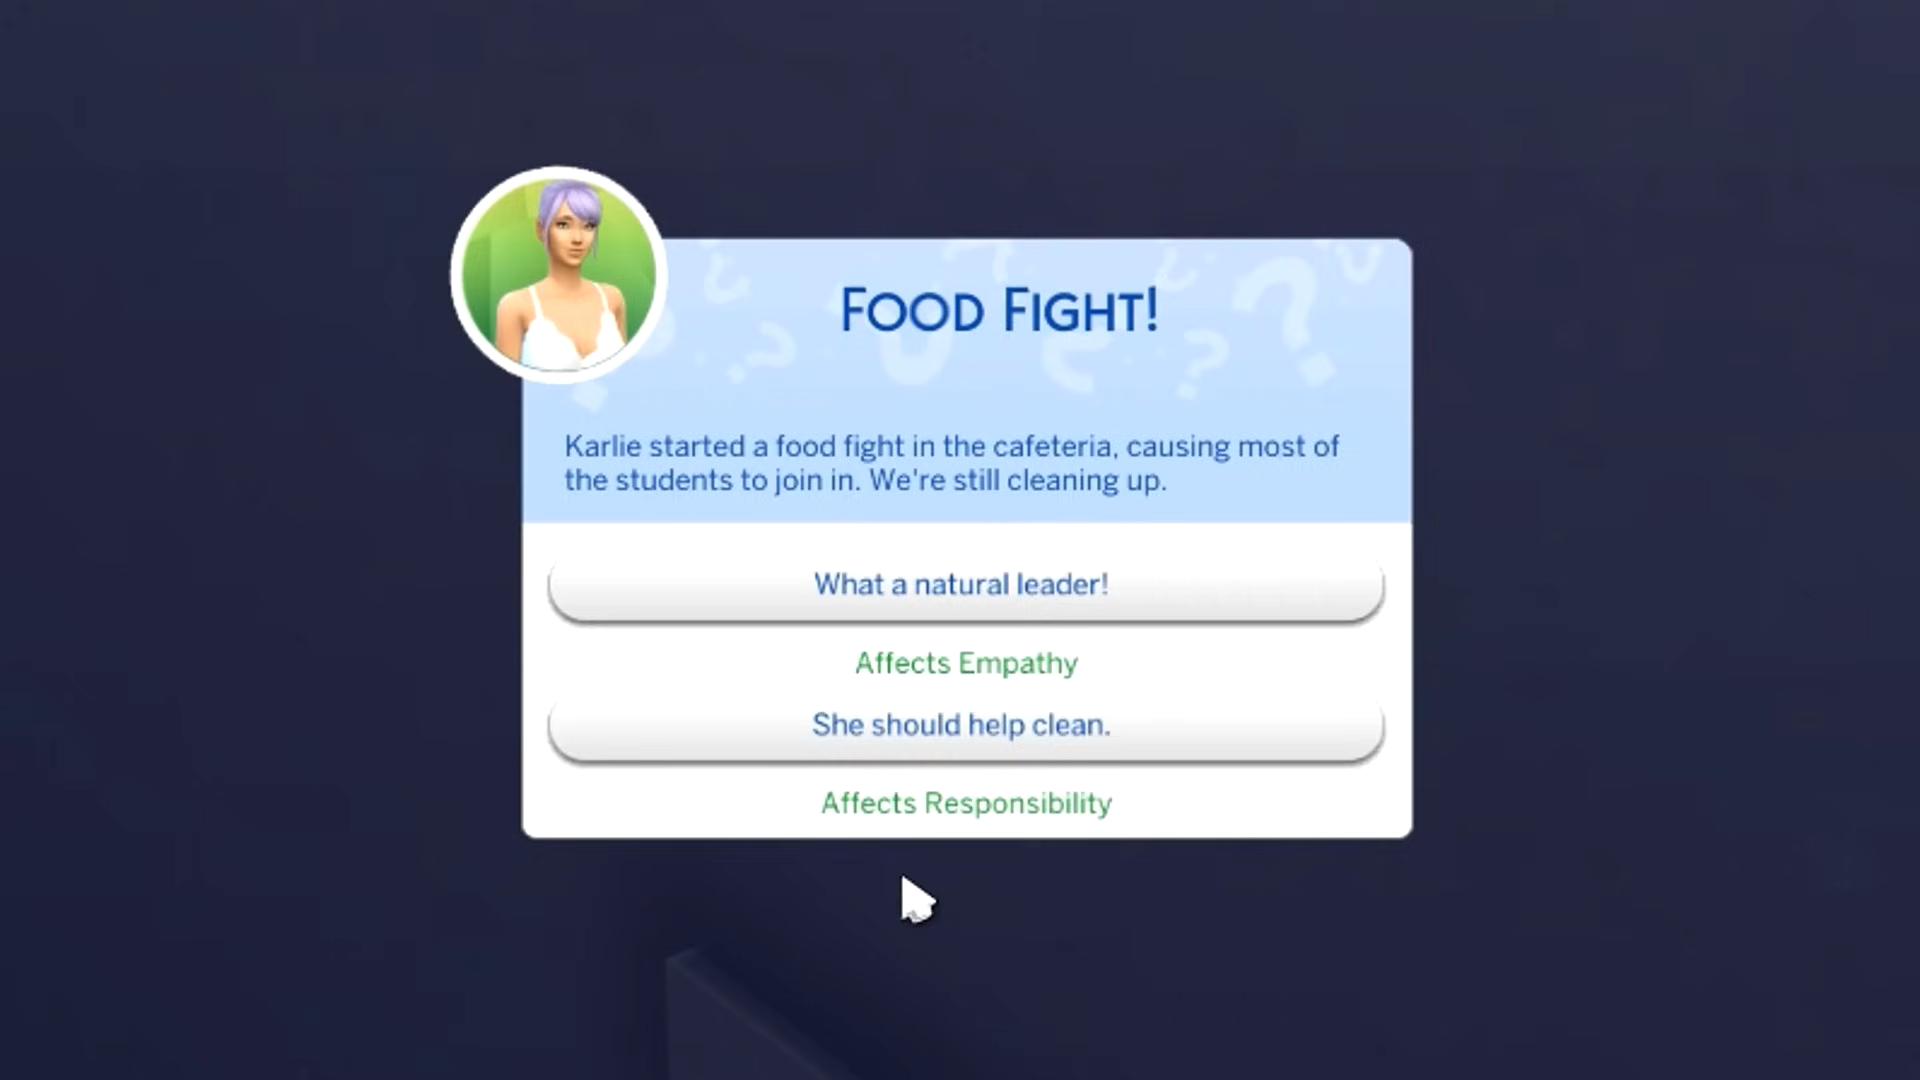 FOOD FIGHT!
Karlie started a food fight in the cafeteria, causing most of
the students to join in. We're still cleaning up.
What a natural leader!
Affects Empathy
She should help clean.
Affects Responsibility